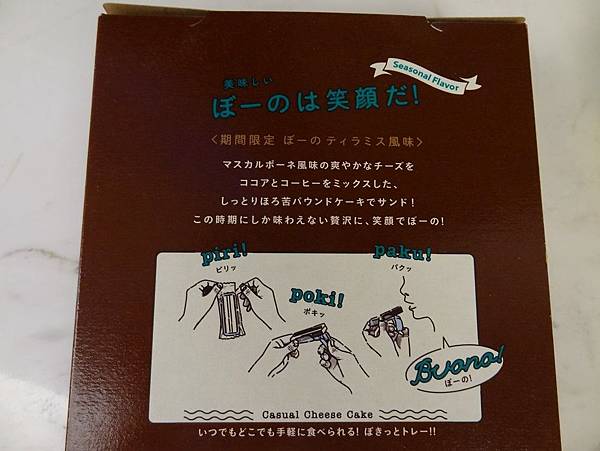 Seasonal Flavor
美味しい
ぼーのは笑顔だ!
〈期間限定 ぼーの ティラミス風味〉
マスカルポーネ風味の爽やかなチーズを
ココアとコーヒーをミックスした、
しっとりほろ苦パウンドケーキでサンド!
この時期にしか味わえない贅沢に、笑顔でぼーの!
piri!
ピリッ
poki!
ポキッ
paku!
パクッ
Buono!
ぼーの!
Casual Cheese Cake
いつでもどこでも手軽に食べられる! ぽきっとトレー!!